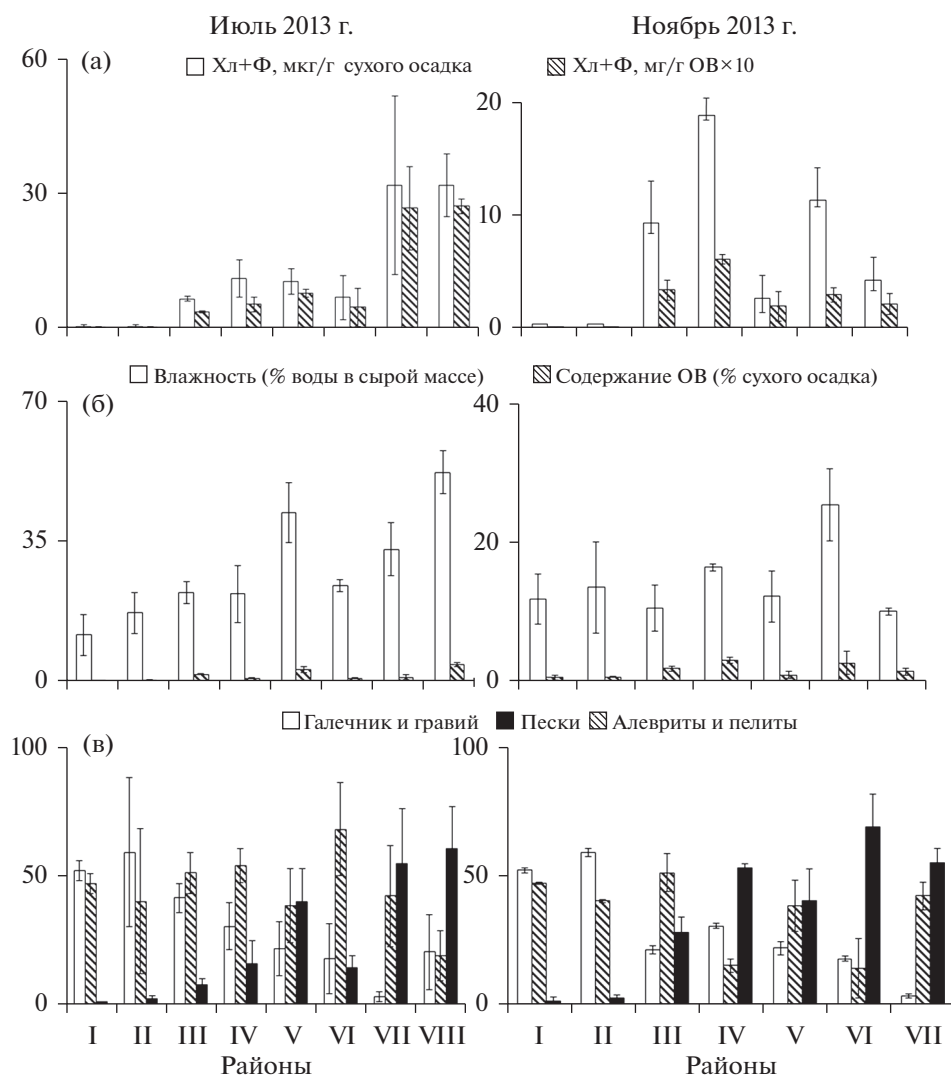 Июль 2013 г.
Ноябрь 2013 г.
(а)
Хл+Ф, мкг/г сухого осадка
Хл+Ф, мг/г ОВ×10
60
30
0
20
10
0
Влажность (% воды в сырой массе)
Содержание ОВ (% сухого осадка)
(б)
70
35
0
40
20
0
Галечник и гравий
Пески
Алевриты и пелиты
(в)
100
50
0
100
50
0
I II III IV V VI VII VIII
I II III IV V VI VII
Районы
Районы